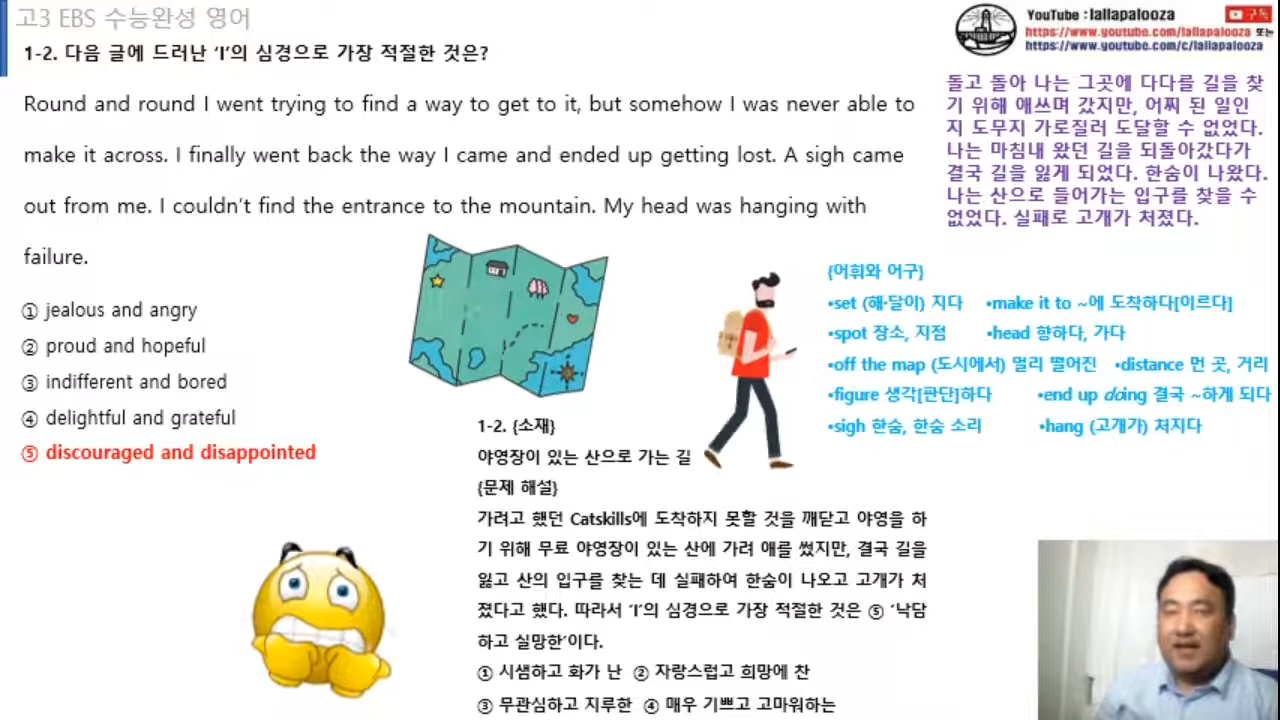 고3 EBS 수능완성 영어
1-2. 다음 글에 드러난 ‘I’의 심경으로 가장 적절한 것은?
Round and round I went trying to find a way to get to it, but somehow I was never able to
make it across. I finally went back the way I came and ended up getting lost. A sigh came
out from me. I couldn’t find the entrance to the mountain. My head was hanging with
failure.
① jealous and angry
② proud and hopeful
③ indifferent and bored
④ delightful and grateful
⑤ discouraged and disappointed
YouTube : lallapalooza
구독
https://www.youtube.com/lallapalooza 또는
https://www.youtube.com/c/lallapalooza
돌고 돌아 나는 그곳에 다다를 길을 찾
기 위해 애쓰며 갔지만, 어찌 된 일인
지 도무지 가로질러 도달할 수 없었다.
나는 마침내 왔던 길을 되돌아갔다가
결국 길을 잃게 되었다. 한숨이 나왔다.
나는 산으로 들어가는 입구를 찾을 수
없었다. 실패로 고개가 쳐졌다.
{어휘와 어구}
•set (해·달이) 지다 •make it to ~에 도착하다[이르다]
•spot 장소, 지점 •head 향하다, 가다
•off the map (도시에서) 멀리 떨어진 •distance 먼 곳, 거리
•figure 생각[판단]하다 •end up doing 결국 ~하게 되다
•sigh 한숨, 한숨 소리 •hang (고개가) 처지다
1-2. {소재}
야영장이 있는 산으로 가는 길
{문제 해설}
가려고 했던 Catskills에 도착하지 못할 것을 깨닫고 야영을 하
기 위해 무료 야영장이 있는 산에 가려 애를 썼지만, 결국 길을
잃고 산의 입구를 찾는 데 실패하여 한숨이 나오고 고개가 처
졌다고 했다. 따라서 ‘I’의 심경으로 가장 적절한 것은 ⑤ ‘낙담
하고 실망한’이다.
① 시샘하고 화가 난 ② 자랑스럽고 희망에 찬
③ 무관심하고 지루한 ④ 매우 기쁘고 고마워하는